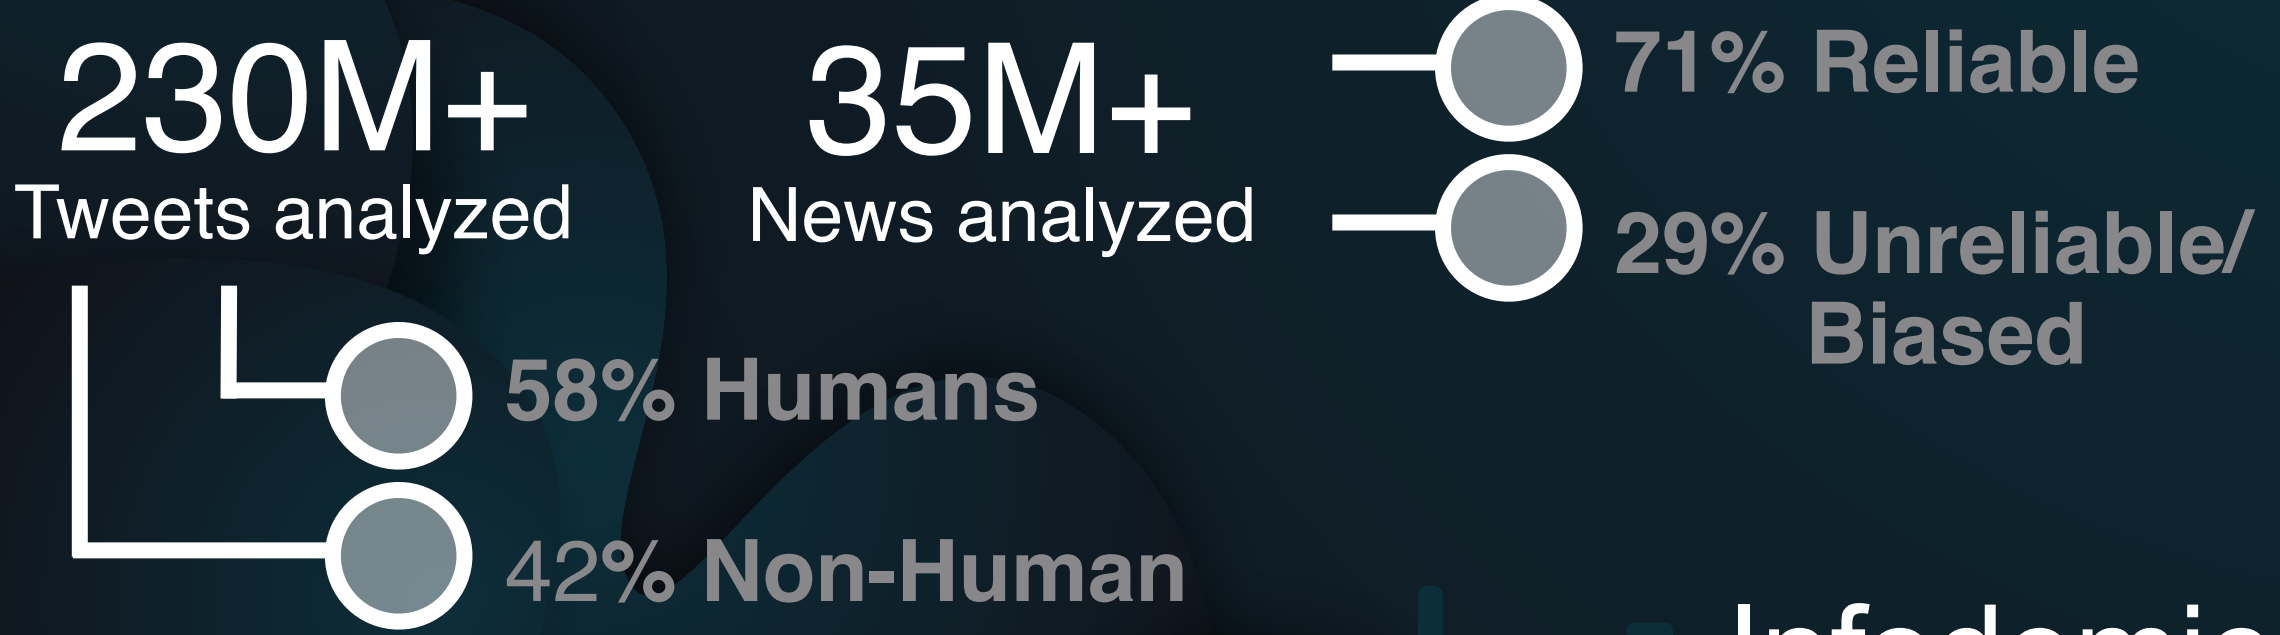 230M+
Tweets analyzed
58% Humans
42% Non-Human
35M+
News analyzed
71% Reliable
29% Unreliable/
Biased